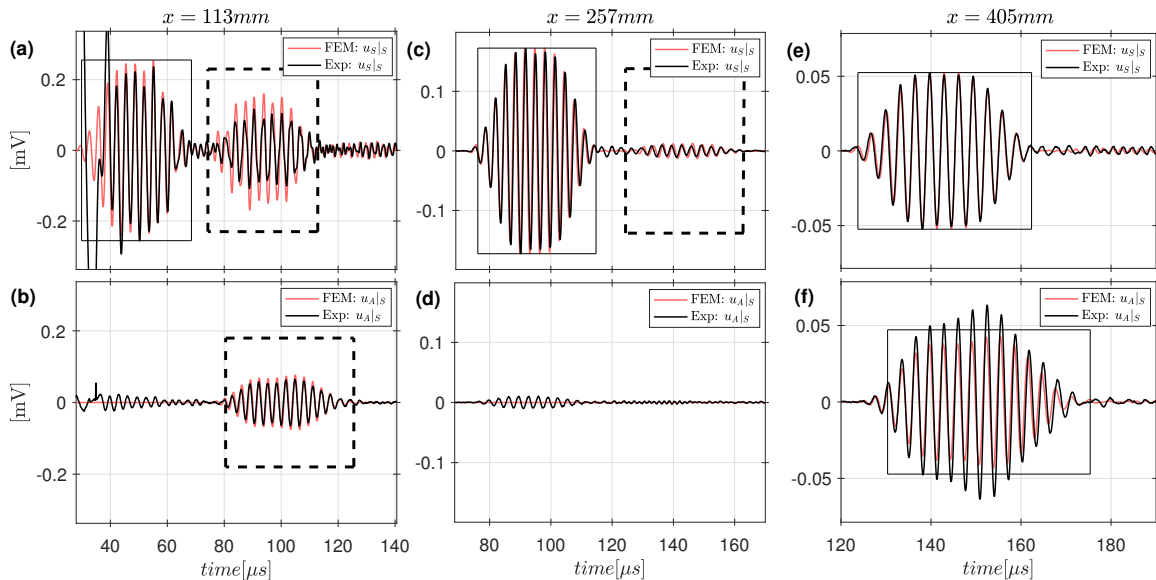 x = 113mm
x = 257mm
x = 405mm
(a)
FEM: u_S|_S
Exp: u_S|_S
0.2
0
-0.2
[mV]
(c)
FEM: u_S|_S
Exp: u_S|_S
0.1
0
-0.1
(e)
FEM: u_S|_S
Exp: u_S|_S
0.05
0
-0.05
(b)
FEM: u_A|_S
Exp: u_A|_S
0.2
0
-0.2
[mV]
40 60 80 100 120 140
time[μs]
(d)
FEM: u_A|_S
Exp: u_A|_S
0.1
0
-0.1
80 100 120 140 160
time[μs]
(f)
FEM: u_A|_S
Exp: u_A|_S
0.05
0
-0.05
120 140 160 180
time[μs]